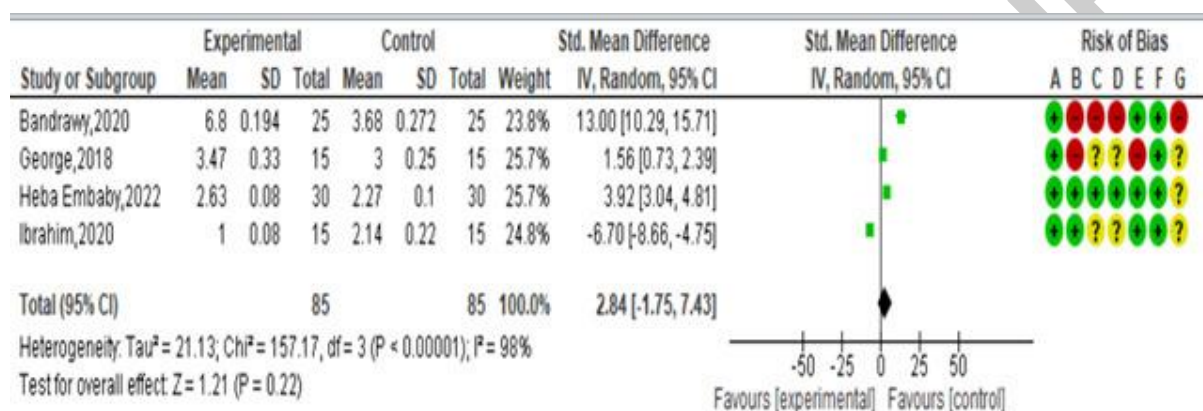 Experimental Control Std. Mean Difference Std. Mean Difference Risk of Bias
Study or Subgroup Mean SD Total Mean SD Total Weight IV, Random, 95% CI IV, Random, 95% CI A B C D E F G
Bandrawy,2020 6.8 0.194 25 3.68 0.272 25 23.8% 13.00 [10.29, 15.71] + - - - + + -
George,2018 3.47 0.33 15 3 0.25 15 25.7% 1.56 [0.73, 2.39] + - ? ? - + ?
Heba Embaby,2022 2.63 0.08 30 2.27 0.1 30 25.7% 3.92 [3.04, 4.81] + + + + + + ?
Ibrahim,2020 1 0.08 15 2.14 0.22 15 24.8% -6.70 [-8.66, -4.75] + + ? ? + + ?
Total (95% CI) 85 85 100.0% 2.84 [-1.75, 7.43]
Heterogeneity: Tau² = 21.13; Chi² = 157.17, df = 3 (P < 0.00001); I² = 98%
Test for overall effect: Z = 1.21 (P = 0.22)
-50 -25 0 25 50
Favours [experimental] Favours [control]